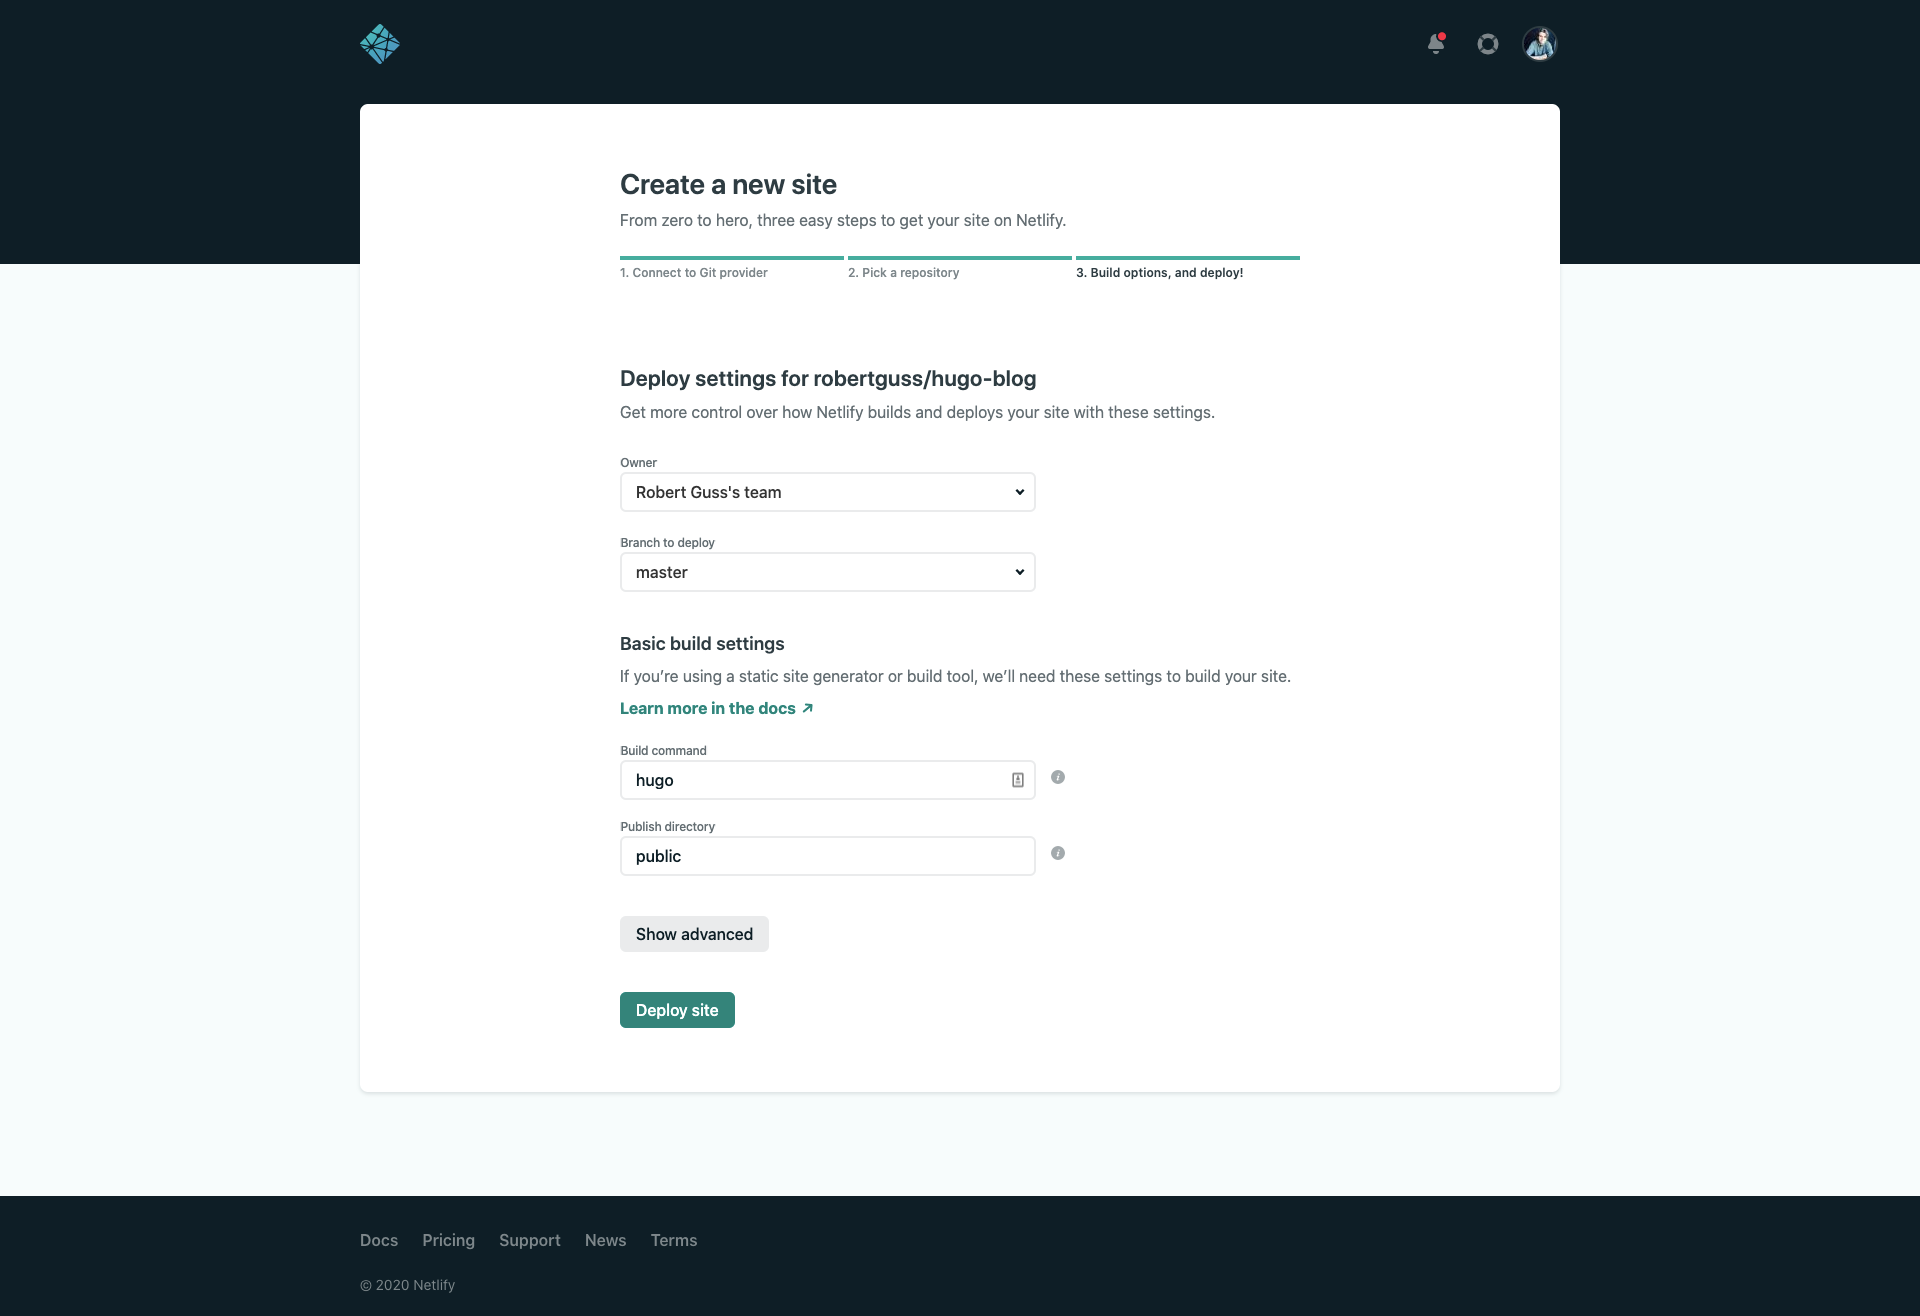 Create a new site
From zero to hero, three easy steps to get your site on Netlify.
1. Connect to Git provider
2. Pick a repository
3. Build options, and deploy!
Deploy settings for robertguss/hugo-blog
Get more control over how Netlify builds and deploys your site with these settings.
Owner
Robert Guss's team
Branch to deploy
master
Basic build settings
If you’re using a static site generator or build tool, we’ll need these settings to build your site.
Learn more in the docs ↗
Build command
hugo
Publish directory
public
Show advanced
Deploy site
Docs Pricing Support News Terms
© 2020 Netlify